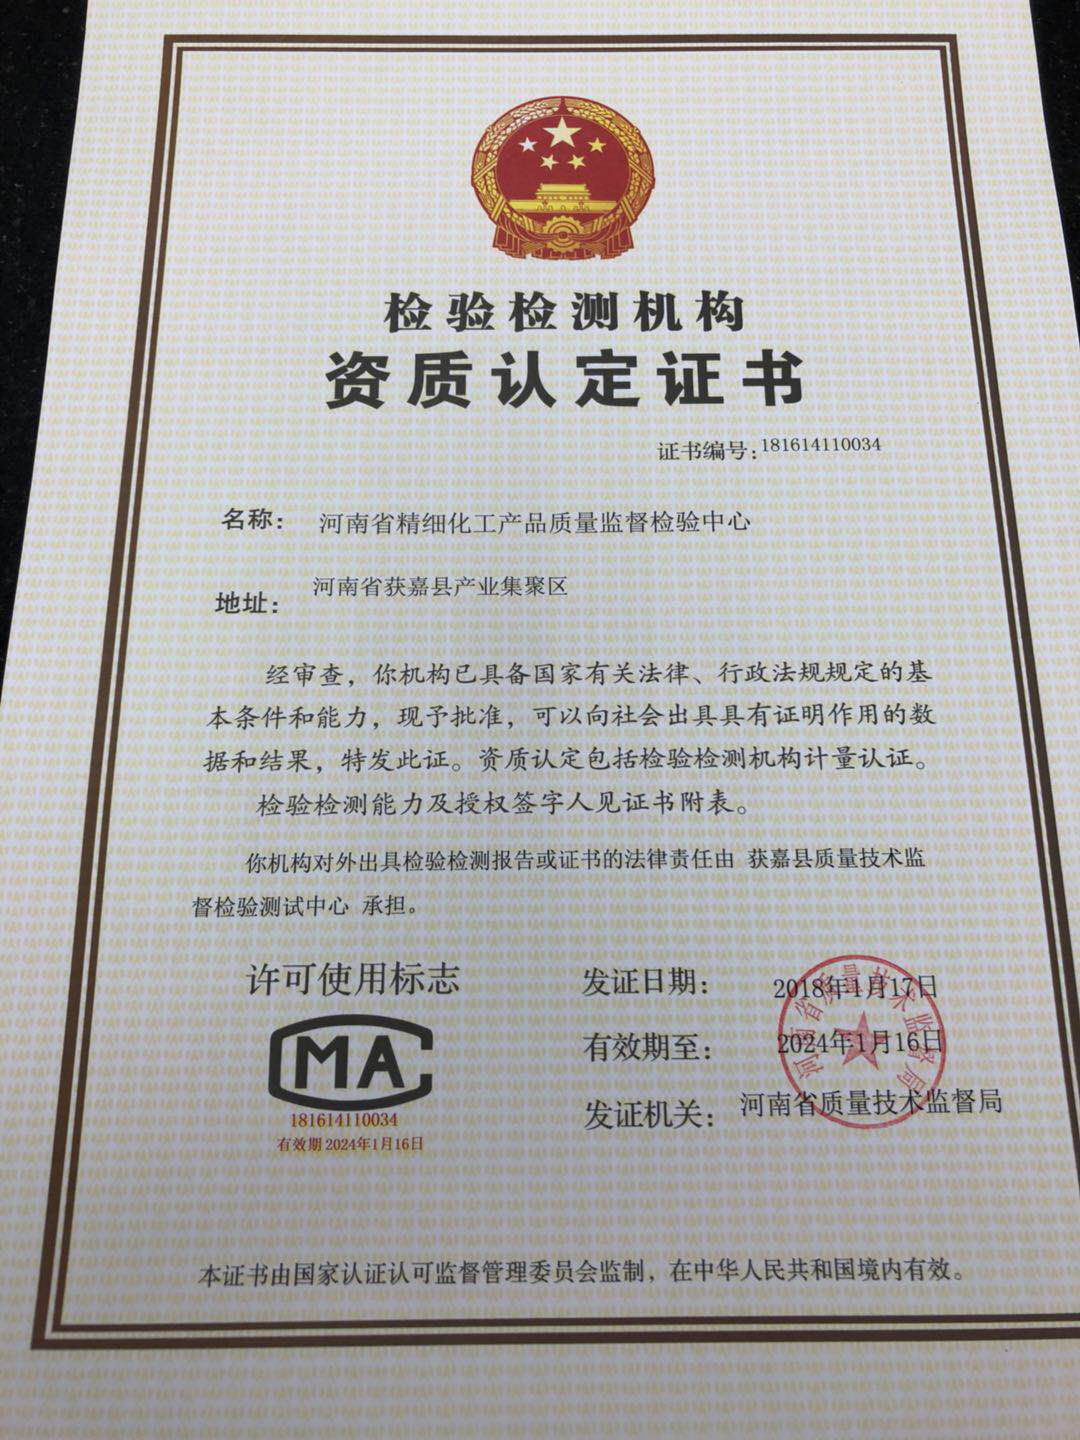 检验检测机构
资质认定证书
证书编号:181614110034
名称: 河南省精细化工产品质量监督检验中心
地址: 河南省获嘉县产业集聚区
经审查,你机构已具备国家有关法律、行政法规规定的基
本条件和能力,现予批准,可以向社会出具具有证明作用的数
据和结果,特发此证。资质认定包括检验检测机构计量认证。
检验检测能力及授权签字人见证书附表。
你机构对外出具检验检测报告或证书的法律责任由 获嘉县质量技术监
督检验测试中心 承担。
许可使用标志
MA
181614110034
有效期 2024年1月16日
发证日期: 2018年1月17日
有效期至: 2024年1月16日
发证机关: 河南省质量技术监督局
河南省质量技术监督局
本证书由国家认证认可监督管理委员会监制,在中华人民共和国境内有效。